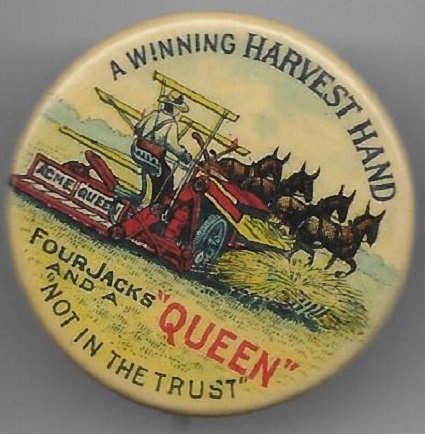 A WINNING HARVEST HAND
ACME QUEEN
FOUR JACKS
AND A "QUEEN"
"NOT IN THE TRUST"